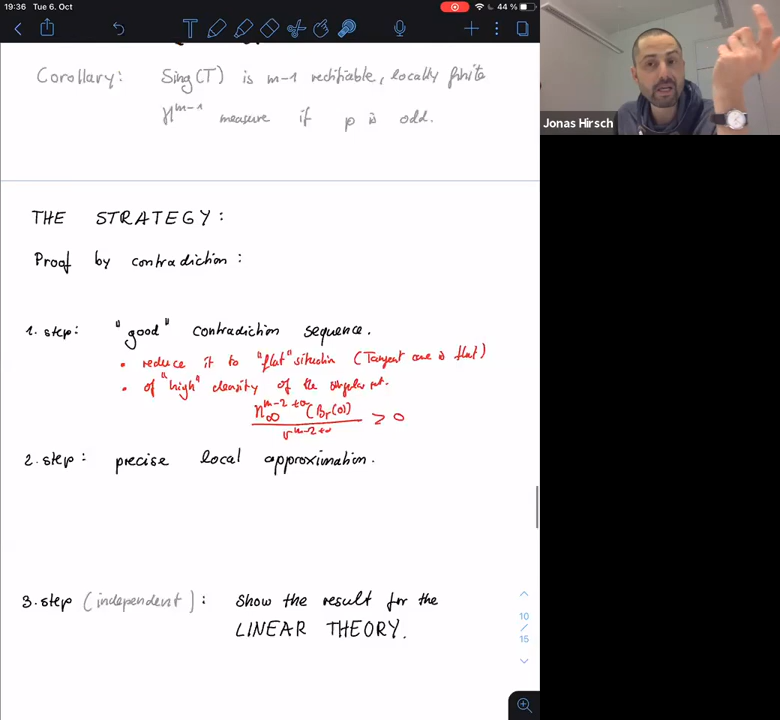 19:36 Tue 6. Oct
44 %
Jonas Hirsch
Corollary: Sing(T) is m-1 rectifiable, locally finite
H^{m-1} measure if p is odd.
THE STRATEGY:
Proof by contradiction:
1. step: "good" contradiction sequence.
• reduce it to "flat" situation (Tangent cone is flat)
• of "high" density of the singular set.
H_∞^{m-2+α}(B_r(0)) / r^{m-2+α} > 0
2. step: precise local approximation.
3. step (independent): Show the result for the
LINEAR THEORY.
10
/
15